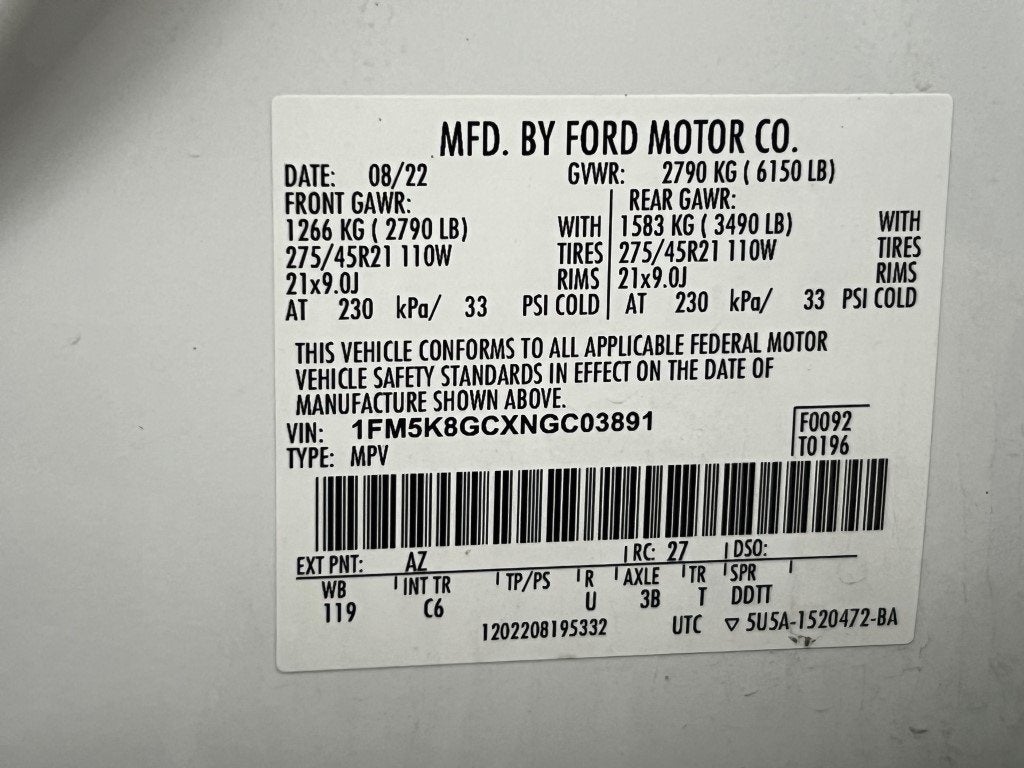 MFD. BY FORD MOTOR CO.
DATE: 08/22 GVWR: 2790 KG ( 6150 LB)
FRONT GAWR: REAR GAWR:
1266 KG ( 2790 LB) WITH 1583 KG ( 3490 LB) WITH
275/45R21 110W TIRES 275/45R21 110W TIRES
21x9.0J RIMS 21x9.0J RIMS
AT 230 kPa/ 33 PSI COLD AT 230 kPa/ 33 PSI COLD
THIS VEHICLE CONFORMS TO ALL APPLICABLE FEDERAL MOTOR
VEHICLE SAFETY STANDARDS IN EFFECT ON THE DATE OF
MANUFACTURE SHOWN ABOVE.
VIN: 1FM5K8GCXNGC03891 F0092
TYPE: MPV T0196
EXT PNT: AZ RC: 27 DSO:
WB INT TR TP/PS R AXLE TR SPR
119 C6 U 3B T DDTT
1202208195332 UTC ▽ 5U5A-1520472-BA